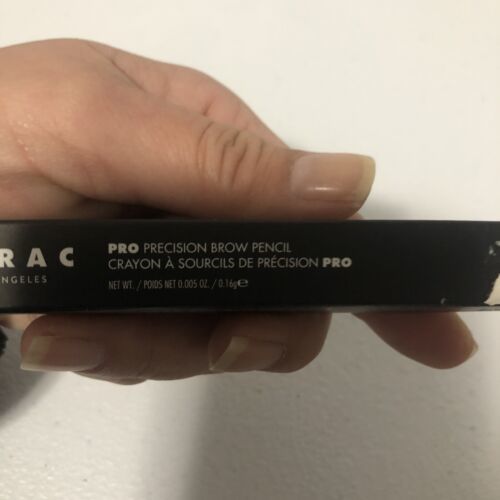 RAC
NGELES
PRO PRECISION BROW PENCIL
CRAYON À SOURCILS DE PRÉCISION PRO
NET WT. / POIDS NET 0.005 OZ. / 0.16g℮